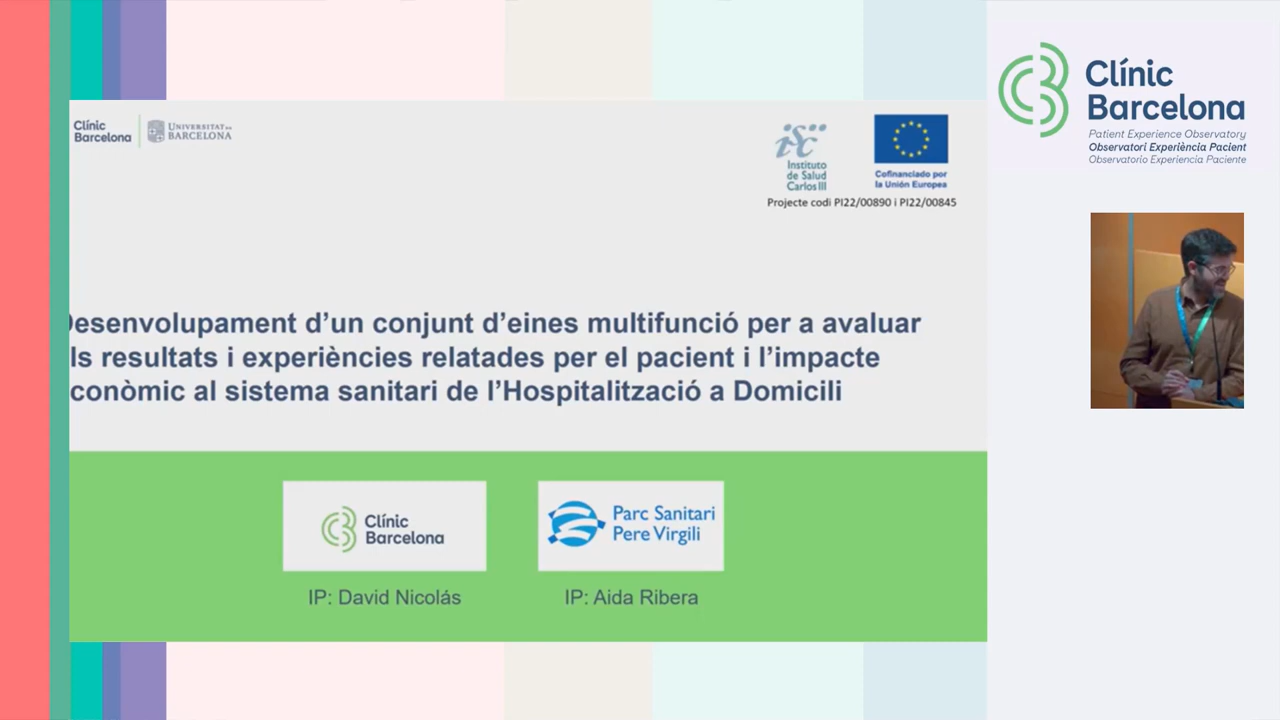 Clínic
Barcelona
Patient Experience Observatory
Observatori Experiència Pacient
Observatorio Experiencia Paciente
Clínic
Barcelona
UNIVERSITAT DE
BARCELONA
isc
Instituto
de Salud
Carlos III
Cofinanciado por
la Unión Europea
Projecte codi PI22/00890 i PI22/00845
Desenvolupament d'un conjunt d'eines multifunció per a avaluar
ls resultats i experiències relatades per el pacient i l'impacte
conòmic al sistema sanitari de l'Hospitalització a Domicili
Clínic
Barcelona
IP: David Nicolás
Parc Sanitari
Pere Virgili
IP: Aida Ribera